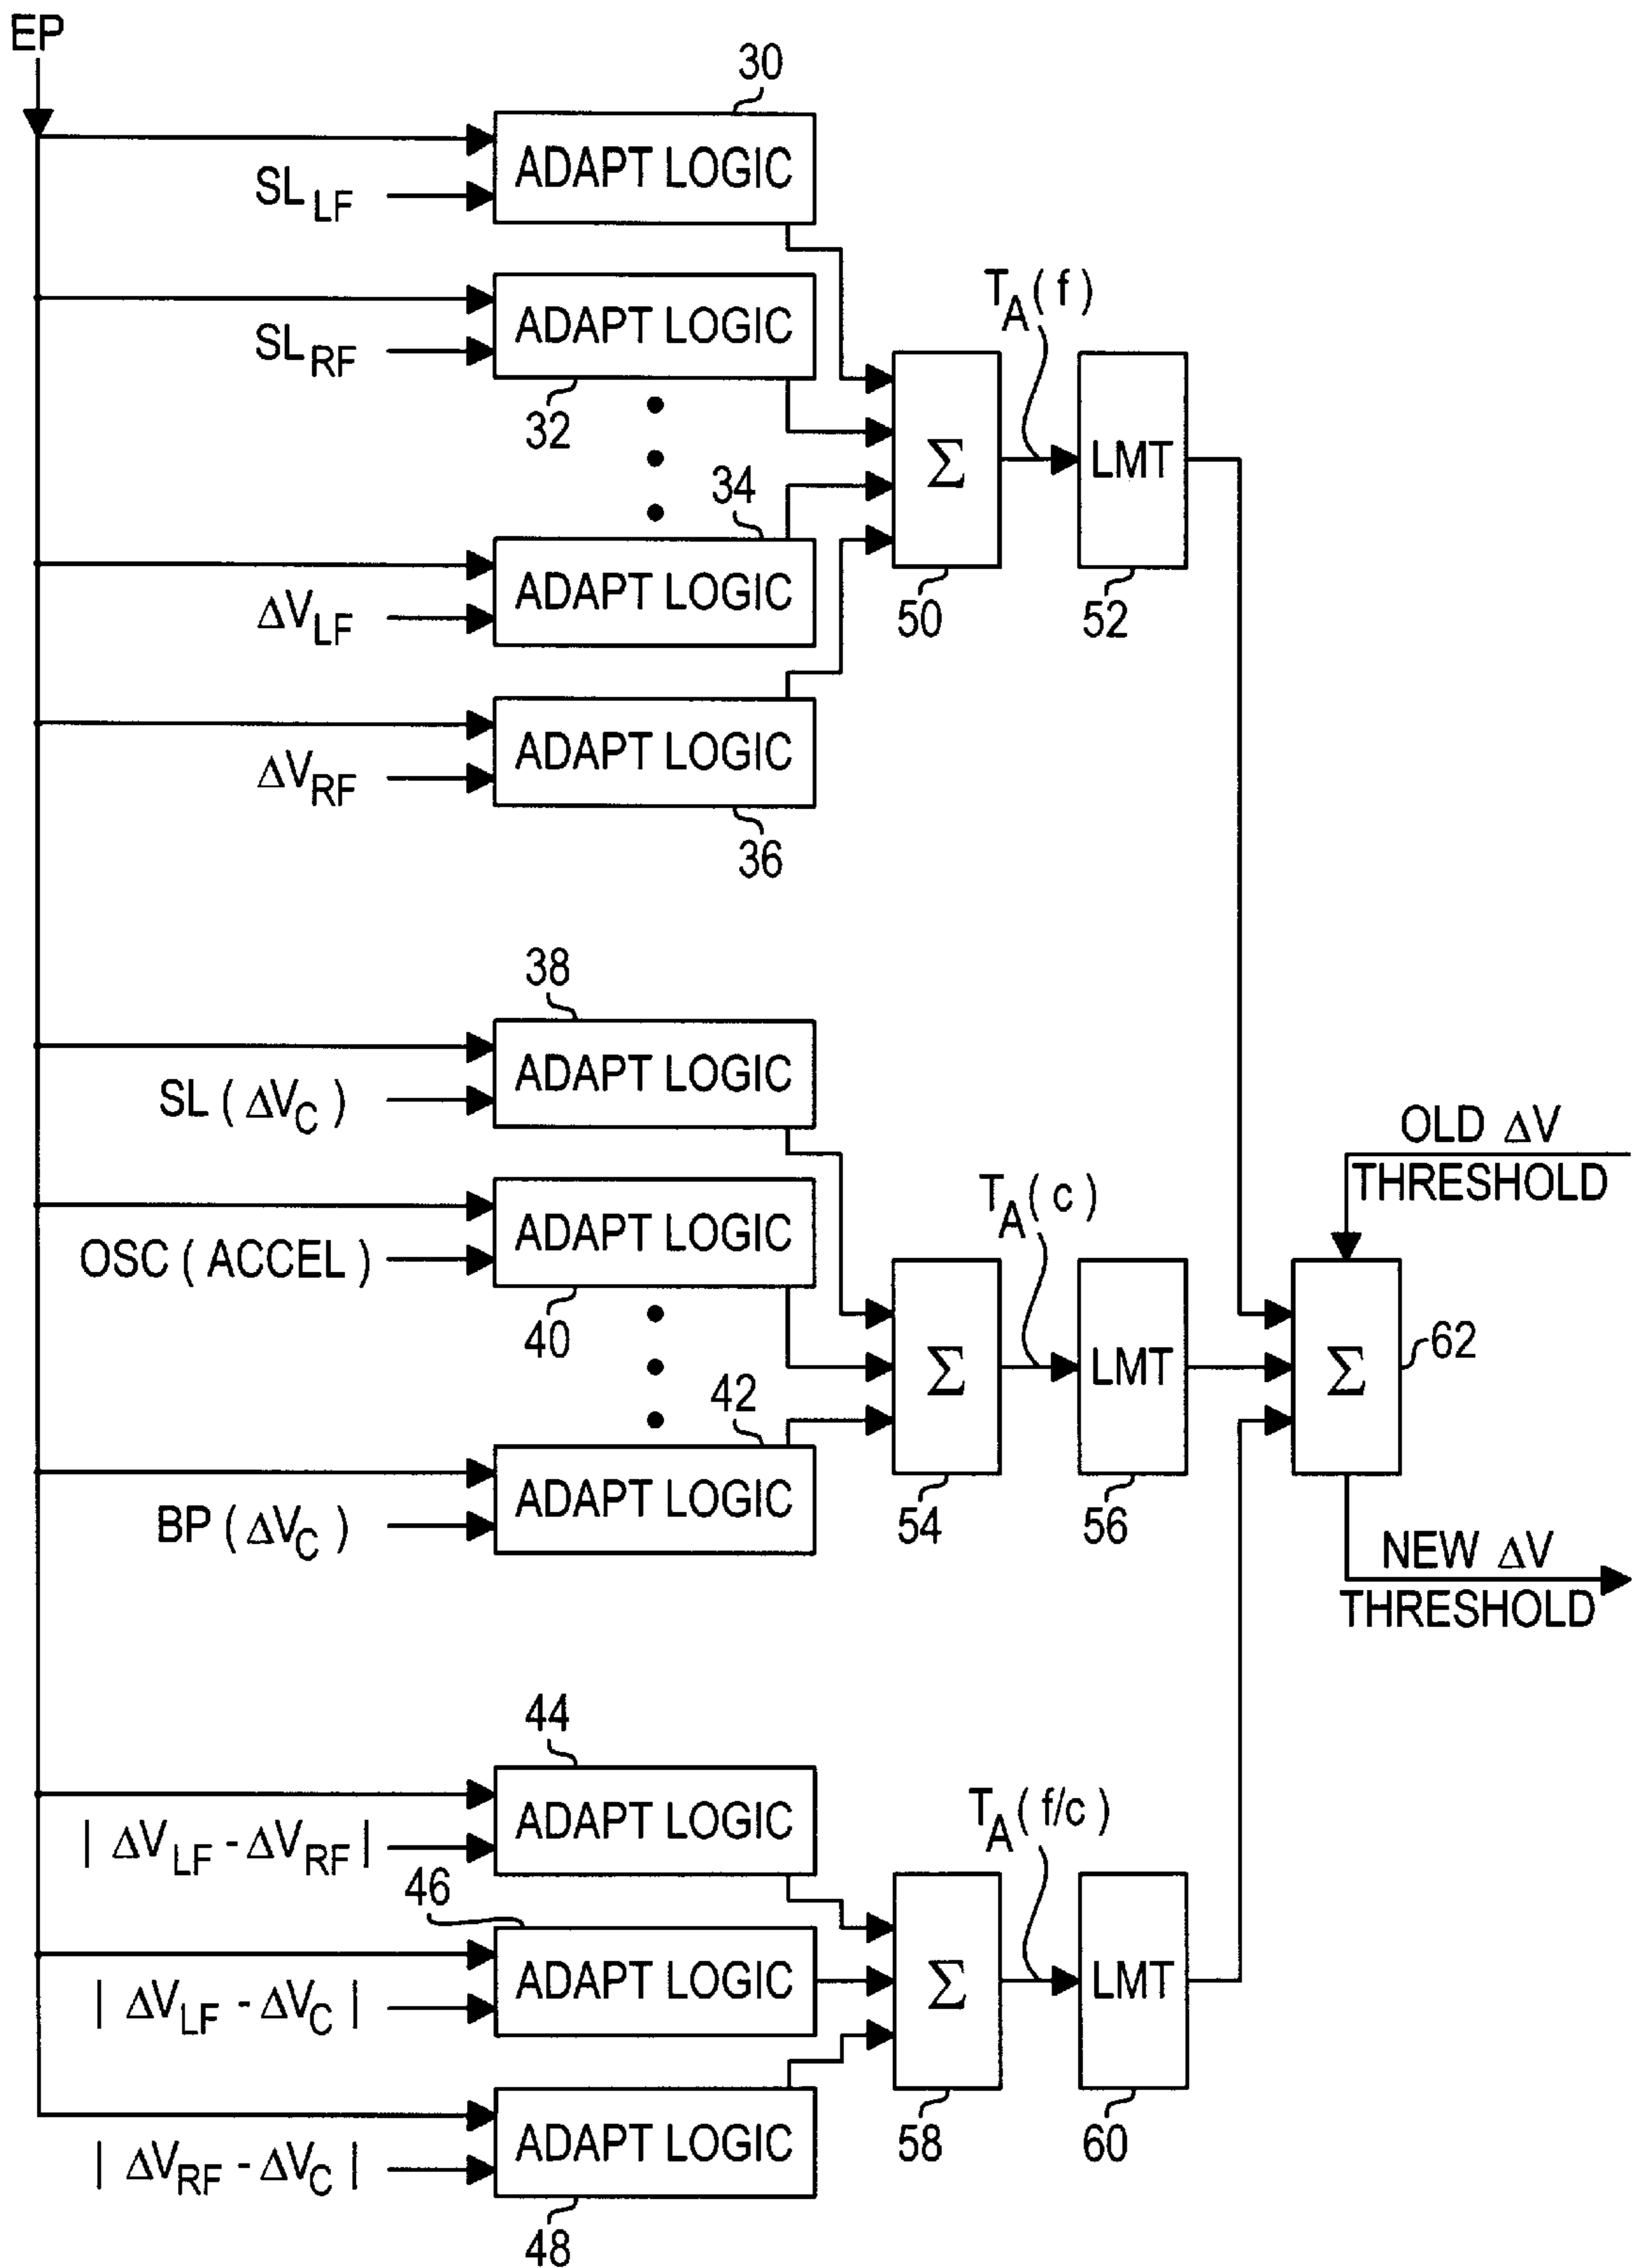 EP
30
ADAPT LOGIC
SL LF
ADAPT LOGIC
SL RF
32
T A ( f )
Σ
LMT
34
ADAPT LOGIC
ΔV LF
50
52
ADAPT LOGIC
ΔV RF
36
38
ADAPT LOGIC
SL ( ΔV C )
OLD ΔV
THRESHOLD
ADAPT LOGIC
OSC ( ACCEL )
40
T A ( c )
Σ
LMT
Σ
62
42
ADAPT LOGIC
BP ( ΔV C )
54
56
NEW ΔV
THRESHOLD
44
ADAPT LOGIC
| ΔV LF - ΔV RF |
T A ( f/c )
46
ADAPT LOGIC
| ΔV LF - ΔV C |
Σ
LMT
ADAPT LOGIC
| ΔV RF - ΔV C |
58
60
48